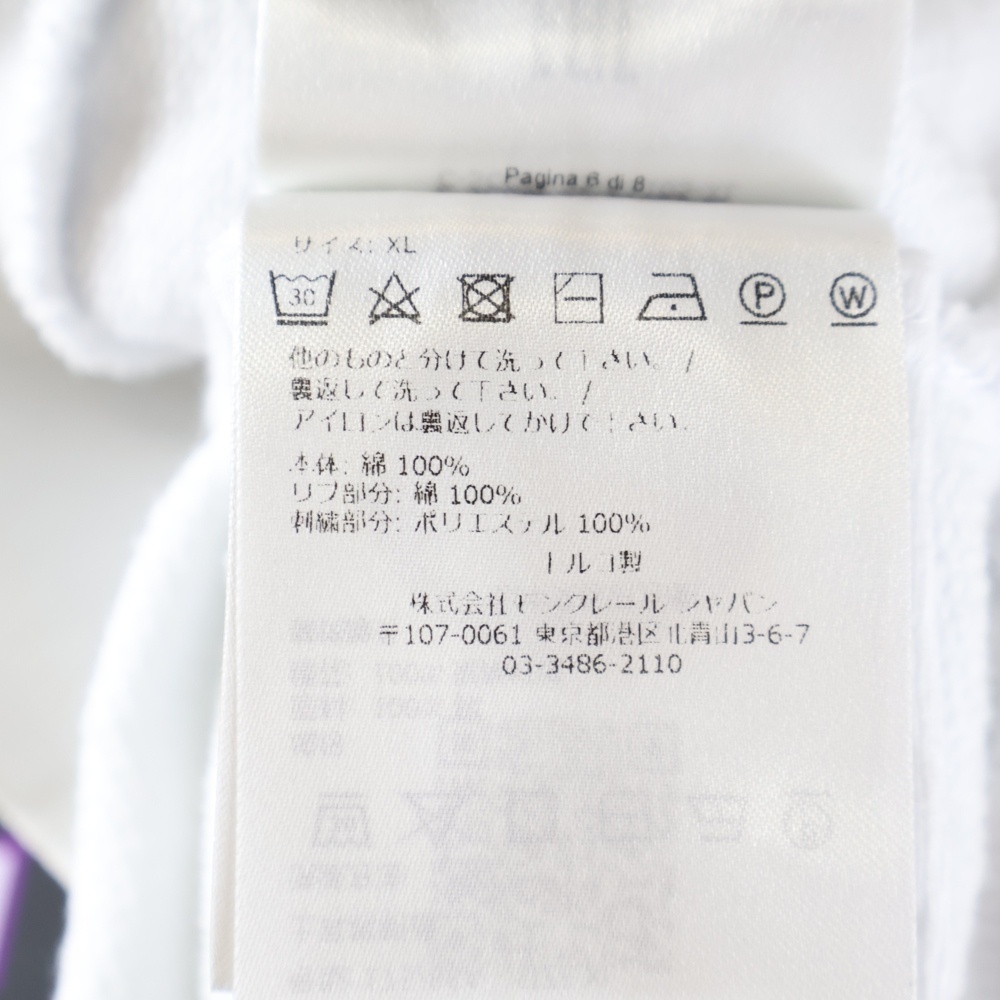 Pagina 6 di 8
サイズ: XL
30 P W
他のものと分けて洗って下さい。/
裏返して洗って下さい。/
アイロンは裏返してかけて下さい。
本体: 綿 100%
リブ部分: 綿 100%
刺繍部分: ポリエステル 100%
トルコ製
株式会社モンクレール ジャパン
〒107-0061 東京都港区北青山3-6-7
03-3486-2110